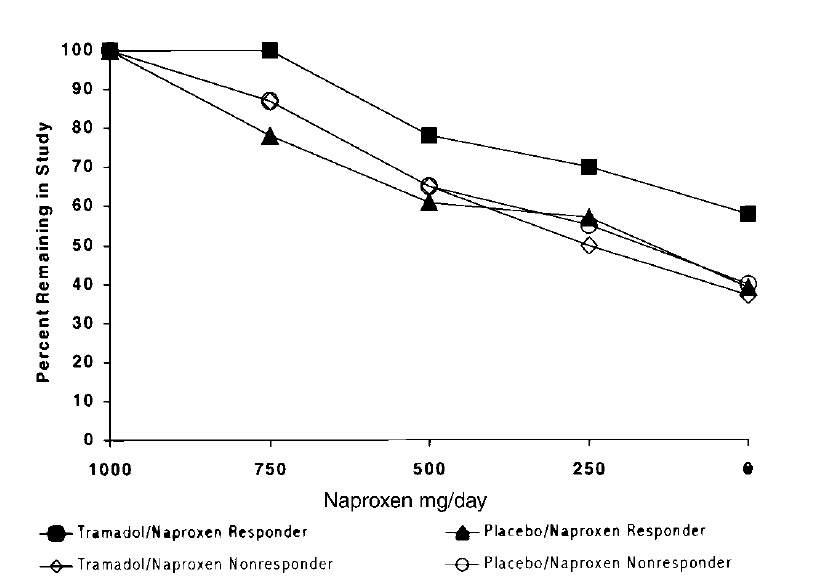 100
90
80
70
60
50
40
30
20
10
0
Percent Remaining in Study
1000 750 500 250 0
Naproxen mg/day
Tramadol/Naproxen Responder Placebo/Naproxen Responder
Tramadol/Naproxen Nonresponder Placebo/Naproxen Nonresponder